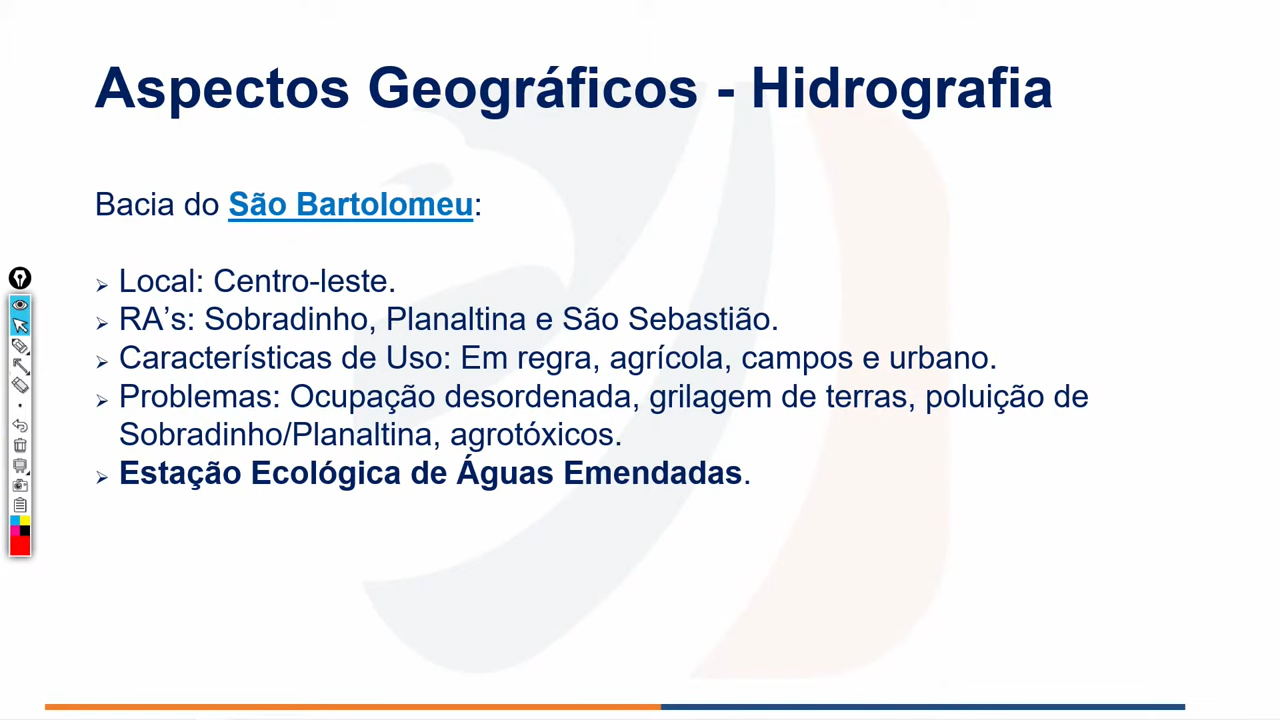 Aspectos Geográficos - Hidrografia
Bacia do São Bartolomeu:
Local: Centro-leste.
RA’s: Sobradinho, Planaltina e São Sebastião.
Características de Uso: Em regra, agrícola, campos e urbano.
Problemas: Ocupação desordenada, grilagem de terras, poluição de
Sobradinho/Planaltina, agrotóxicos.
Estação Ecológica de Águas Emendadas.